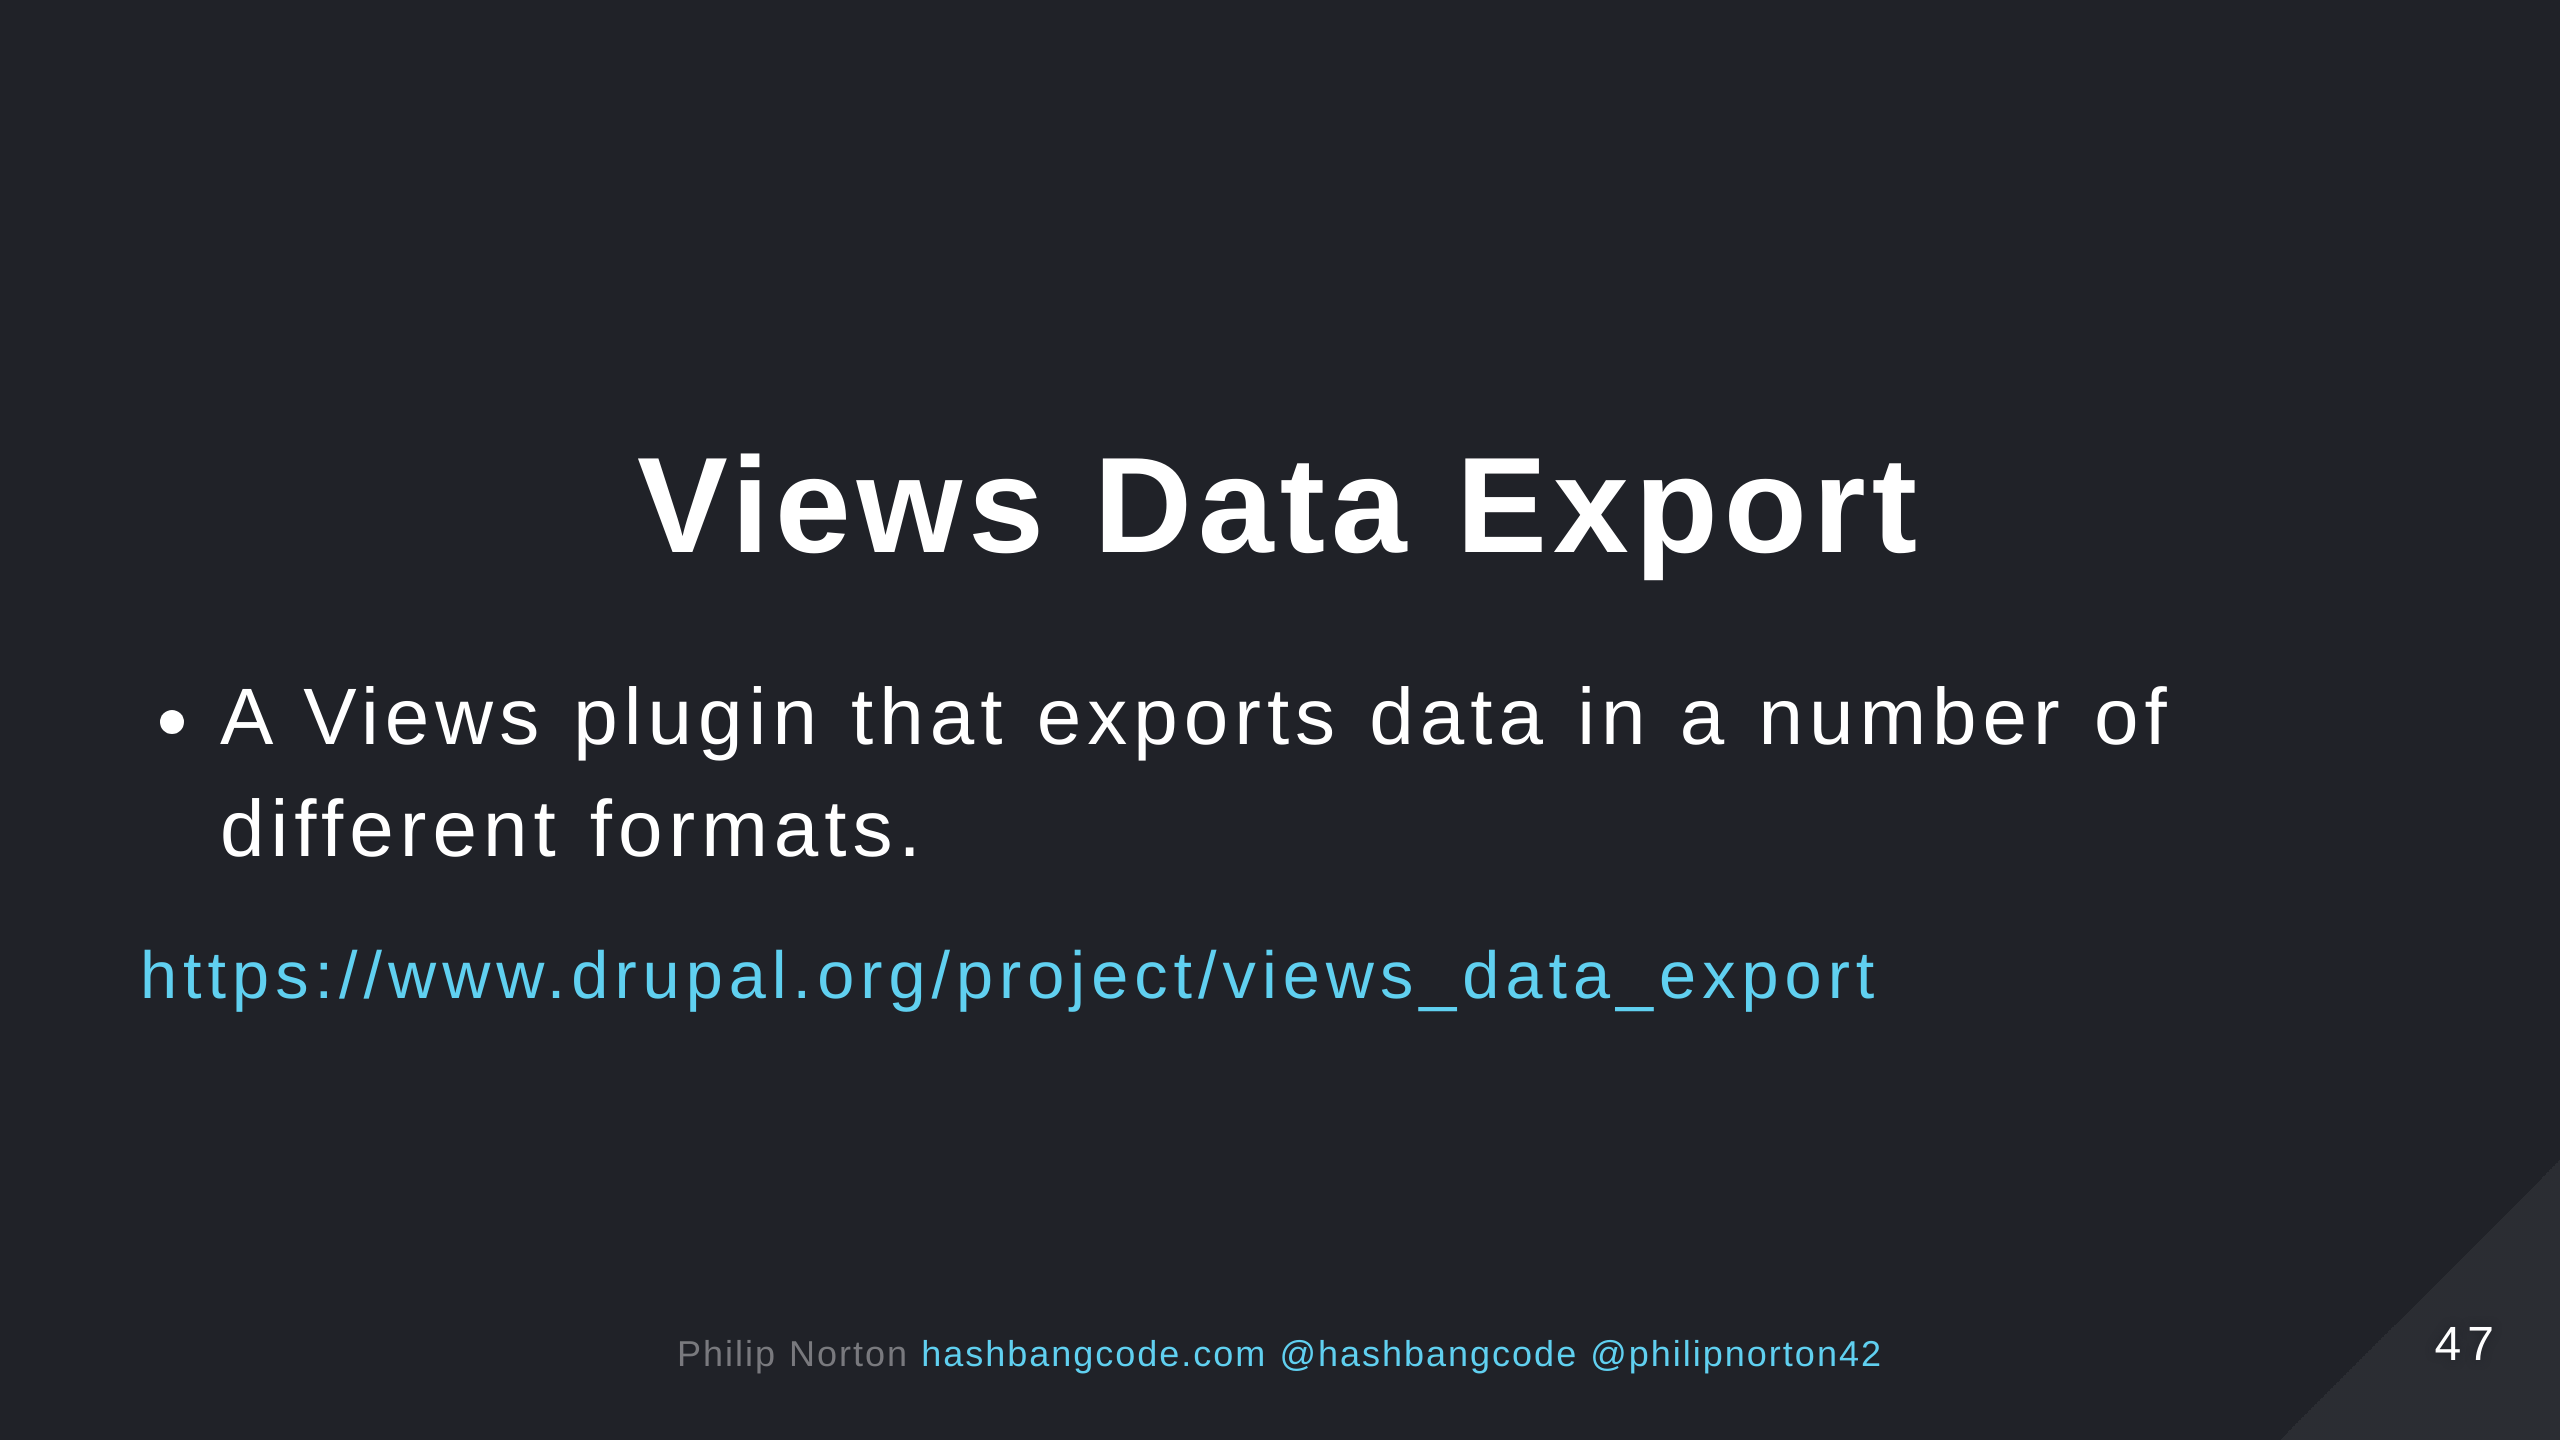 Views Data Export
• A Views plugin that exports data in a number of
different formats.
https://www.drupal.org/project/views_data_export
Philip Norton hashbangcode.com @hashbangcode @philipnorton42
47